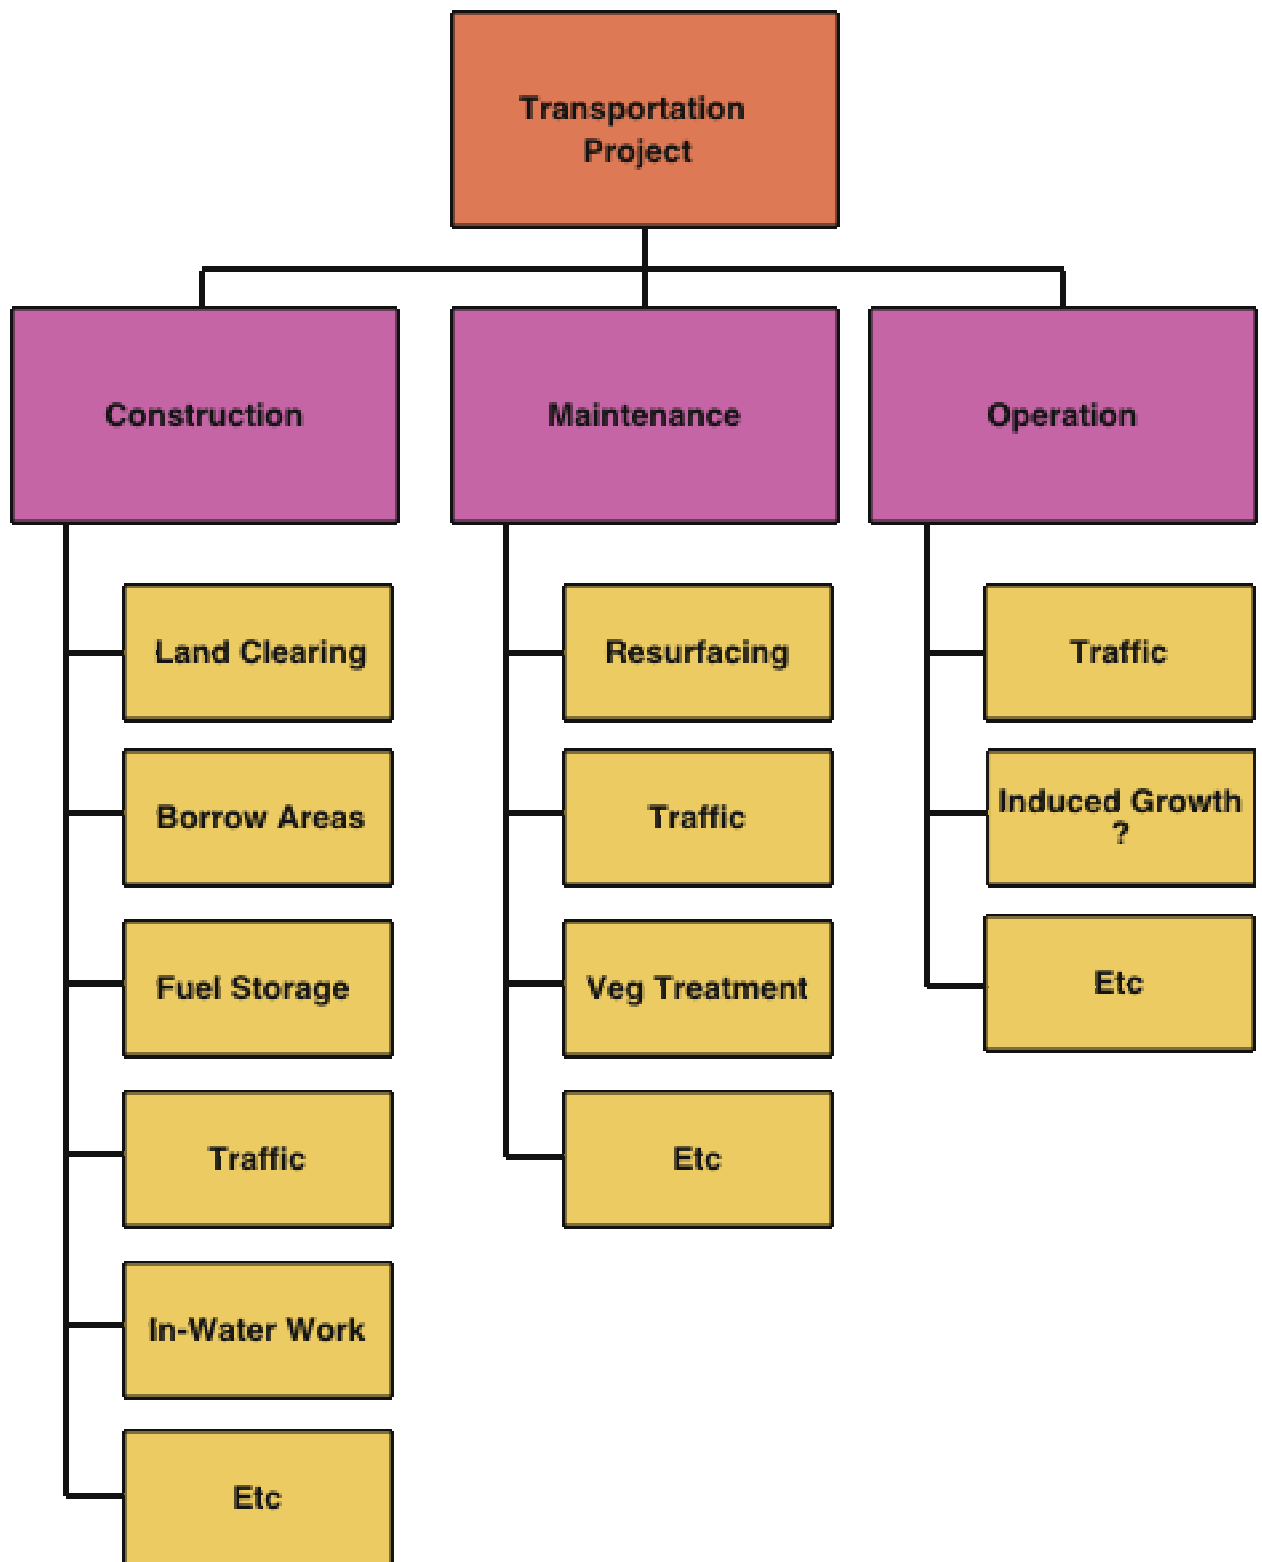 Transportation
Project
Construction
Maintenance
Operation
Land Clearing
Borrow Areas
Fuel Storage
Traffic
In-Water Work
Etc
Resurfacing
Traffic
Veg Treatment
Etc
Traffic
Induced Growth
?
Etc